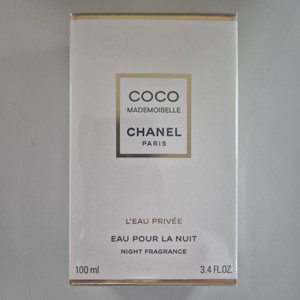 COCO
MADEMOISELLE
CHANEL
PARIS
L'EAU PRIVÉE
EAU POUR LA NUIT
NIGHT FRAGRANCE
100 ml 3.4 FL.OZ.